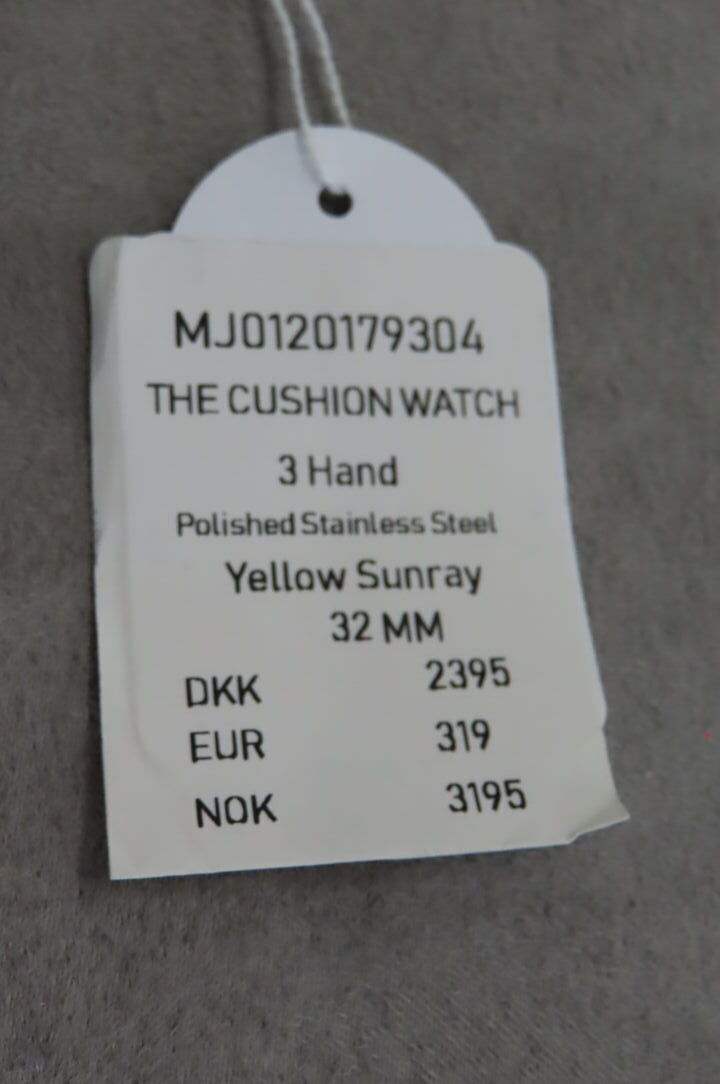 MJ0120179304
THE CUSHION WATCH
3 Hand
Polished Stainless Steel
Yellow Sunray
32 MM
DKK 2395
EUR 319
NOK 3195